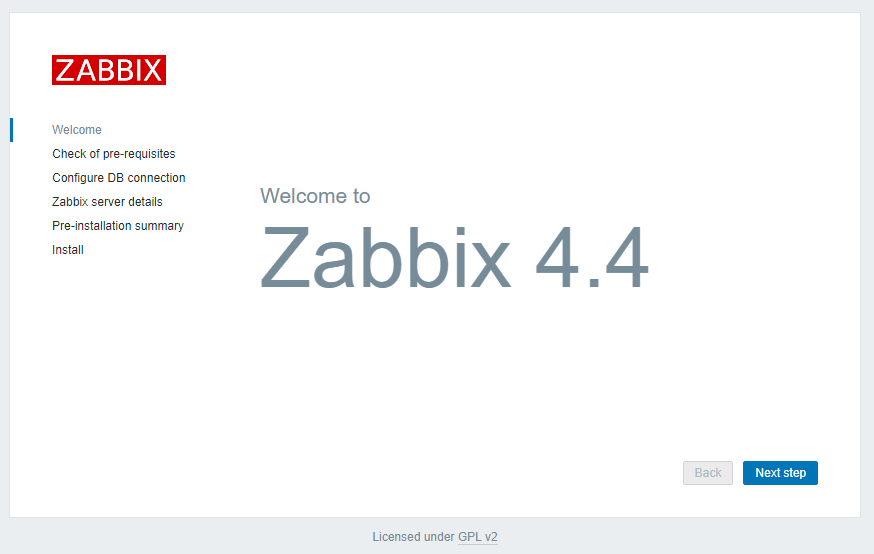 ZABBIX
Welcome
Check of pre-requisites
Configure DB connection
Zabbix server details
Pre-installation summary
Install
Welcome to
Zabbix 4.4
Back
Next step
Licensed under GPL v2